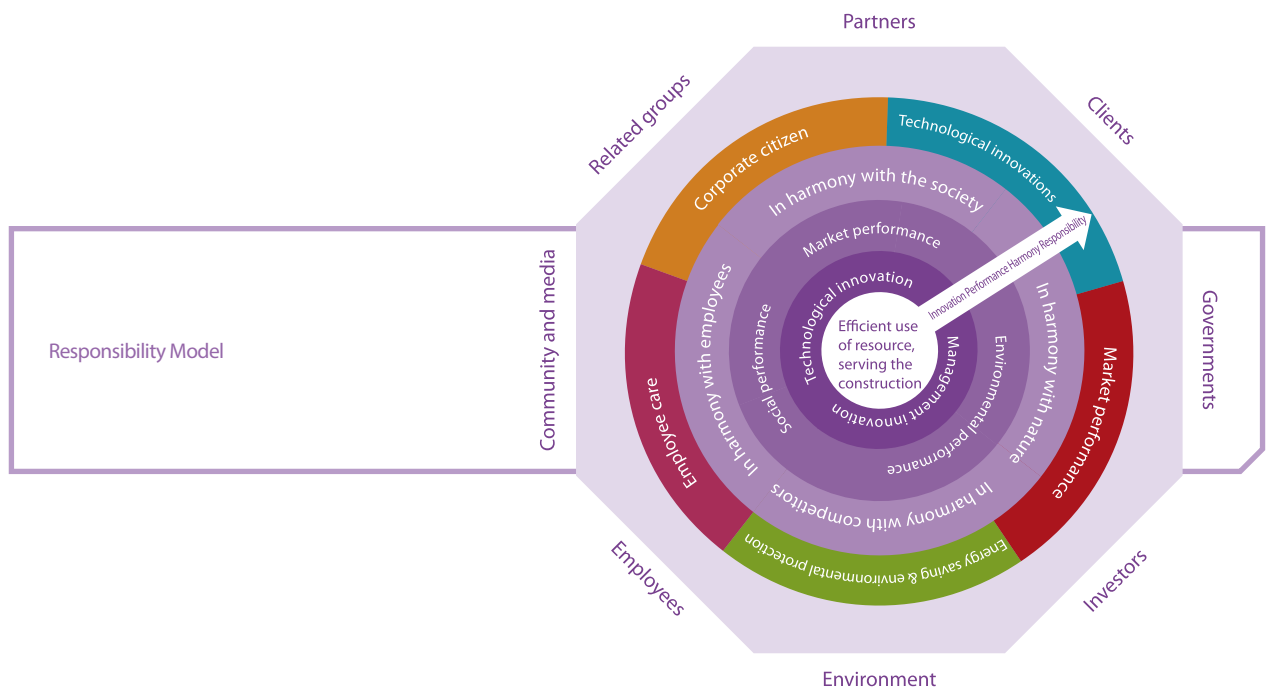 Responsibility Model
Partners
Clients
Governments
Investors
Environment
Employees
Community and media
Related groups
Technological innovations
Market performance
Energy saving & environmental protection
Employee care
Corporate citizen
In harmony with the society
In harmony with nature
In harmony with competitors
In harmony with employees
Market performance
Environmental performance
Social performance
Technological innovation
Management innovation
Efficient use
of resource,
serving the
construction
Innovation Performance Harmony Responsibility